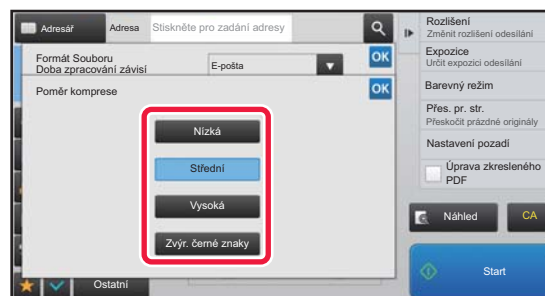 Adresář
Adresa
Stiskněte pro zadání adresy
Formát Souboru
Doba zpracování závisí
E-pošta
OK
Poměr komprese
OK
Nízká
Střední
Vysoká
Zvýr. černé znaky
Ostatní
Rozlišení
Změnit rozlišení odesílání
Expozice
Určit expozici odesílání
Barevný režim
Přes. pr. str.
Přeskočit prázdné originály
Nastavení pozadí
Úprava zkresleného
PDF
Náhled
CA
Start